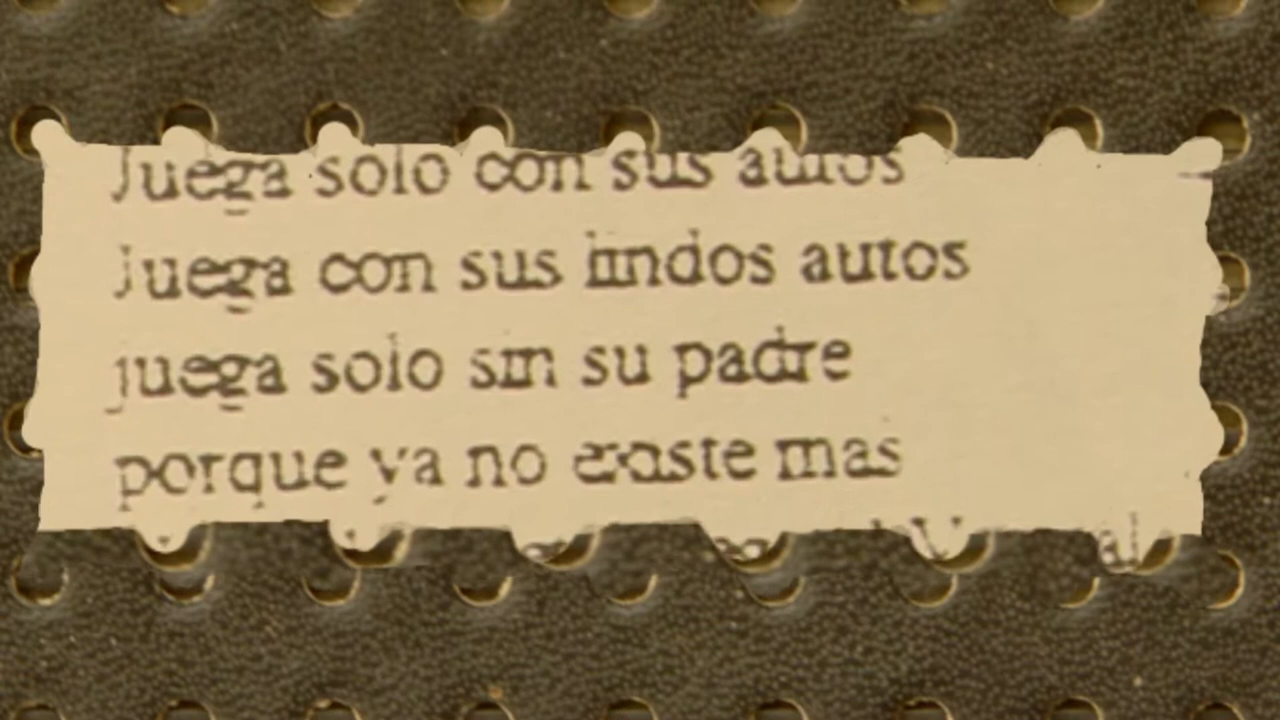 Juega solo con sus autos
Juega con sus lindos autos
juega solo sin su padre
porque ya no existe mas